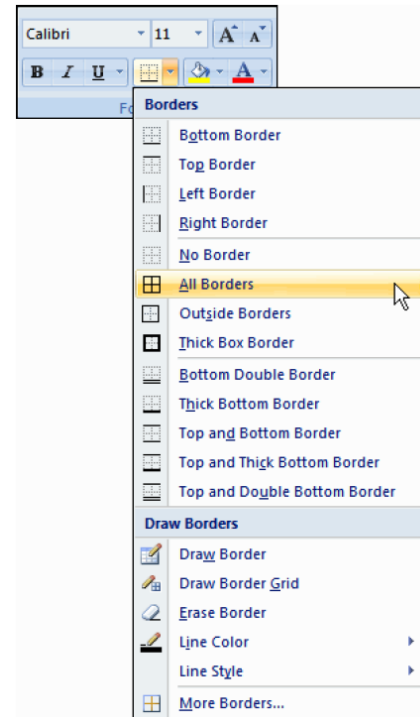 Calibri 11 A A
B I U A
Fo
Borders
Bottom Border
Top Border
Left Border
Right Border
No Border
All Borders
Outside Borders
Thick Box Border
Bottom Double Border
Thick Bottom Border
Top and Bottom Border
Top and Thick Bottom Border
Top and Double Bottom Border
Draw Borders
Draw Border
Draw Border Grid
Erase Border
Line Color
Line Style
More Borders...